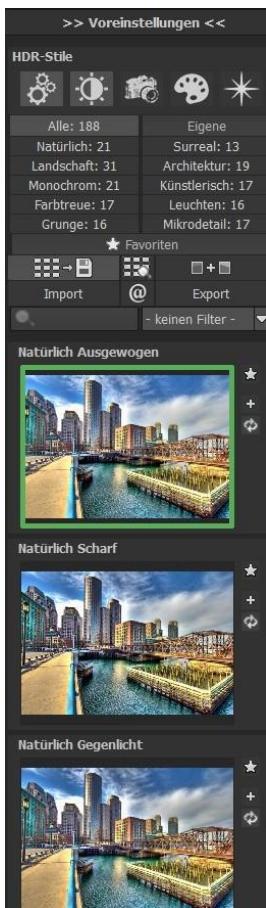 >> Voreinstellungen <<
HDR-Stile
Alle: 188 Eigene
Natürlich: 21 Surreal: 13
Landschaft: 31 Architektur: 19
Monochrom: 21 Künstlerisch: 17
Farbtreue: 17 Leuchten: 16
Grunge: 16 Mikrodetail: 17
Favoriten
Import @ Export
- keinen Filter -
Natürlich Ausgewogen
Natürlich Scharf
Natürlich Gegenlicht